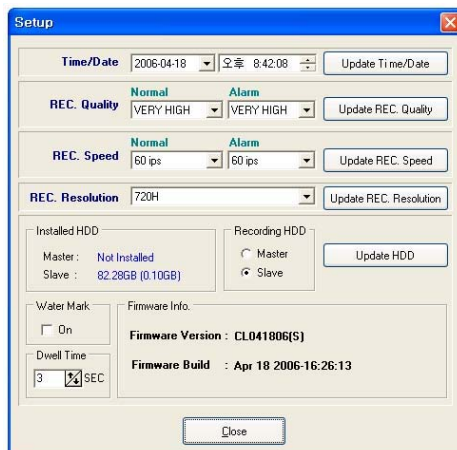 Setup
Time/Date 2006-04-18 오후 8:42:08 Update Time/Date
Normal Alarm
REC. Quality VERY HIGH VERY HIGH Update REC. Quality
Normal Alarm
REC. Speed 60 ips 60 ips Update REC. Speed
REC. Resolution 720H Update REC. Resolution
Installed HDD Recording HDD
Master : Not Installed Master Update HDD
Slave : 82.28GB (0.10GB) Slave
Water Mark Firmware Info.
On
Firmware Version : CL041806(S)
Dwell Time
Firmware Build : Apr 18 2006-16:26:13
3 SEC
Close